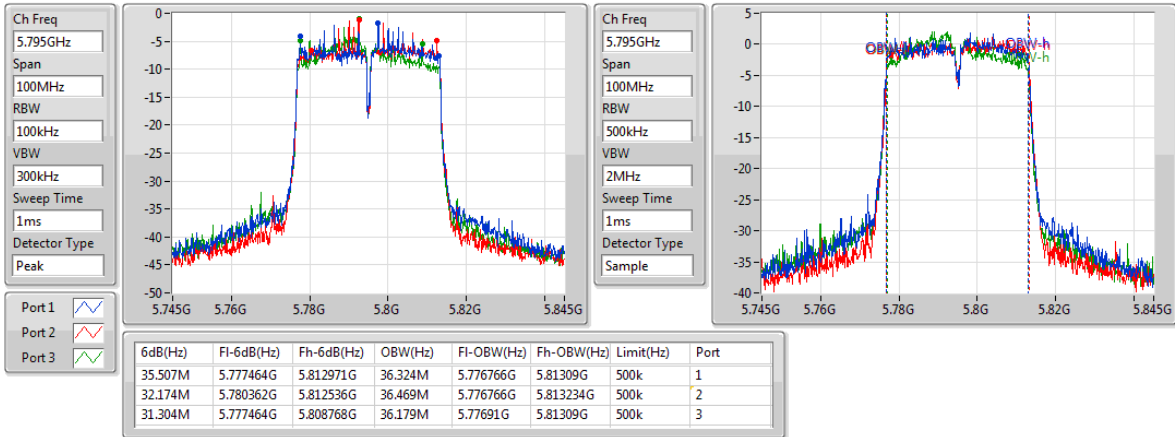 Ch Freq
5.795GHz
Span
100MHz
RBW
100kHz
VBW
300kHz
Sweep Time
1ms
Detector Type
Peak
Port 1
Port 2
Port 3
0
-5
-10
-15
-20
-25
-30
-35
-40
-45
-50
5.745G 5.76G 5.78G 5.8G 5.82G 5.845G
Ch Freq
5.795GHz
Span
100MHz
RBW
500kHz
VBW
2MHz
Sweep Time
1ms
Detector Type
Sample
5
0
-5
-10
-15
-20
-25
-30
-35
-40
OBW-h
5.745G 5.76G 5.78G 5.8G 5.82G 5.845G
6dB(Hz) Fl-6dB(Hz) Fh-6dB(Hz) OBW(Hz) Fl-OBW(Hz) Fh-OBW(Hz) Limit(Hz) Port
35.507M 5.777464G 5.812971G 36.324M 5.776766G 5.81309G 500k 1
32.174M 5.780362G 5.812536G 36.469M 5.776766G 5.813234G 500k 2
31.304M 5.777464G 5.808768G 36.179M 5.77691G 5.81309G 500k 3